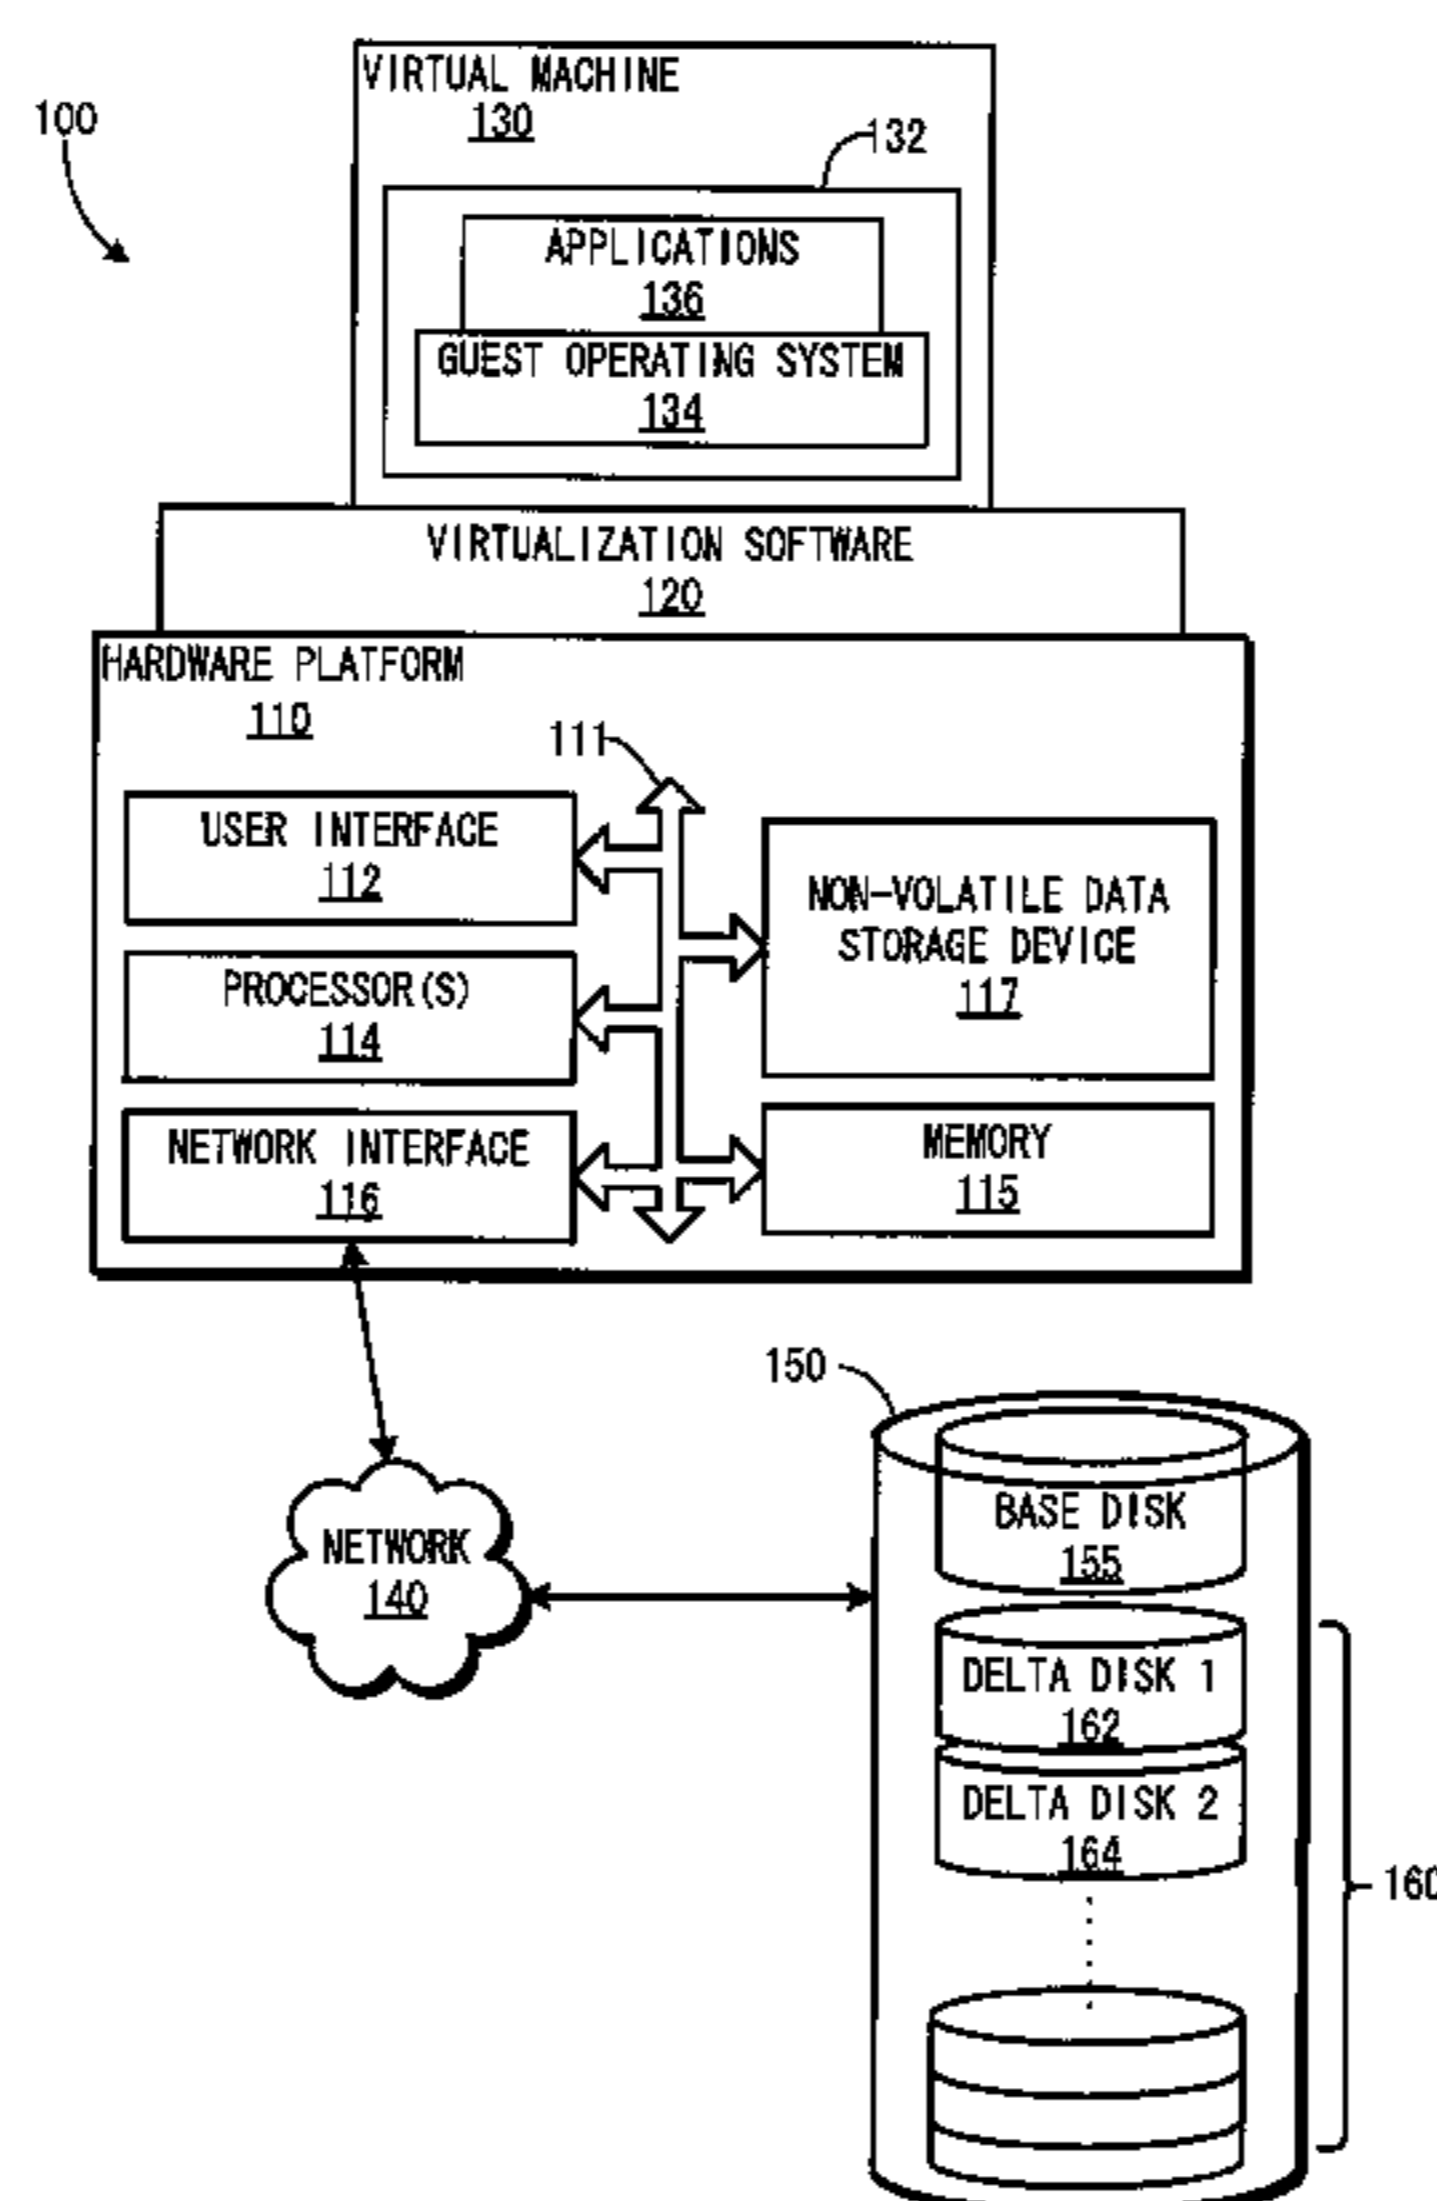 100
VIRTUAL MACHINE
130
132
APPLICATIONS
136
GUEST OPERATING SYSTEM
134
VIRTUALIZATION SOFTWARE
120
HARDWARE PLATFORM
110
111
USER INTERFACE
112
PROCESSOR(S)
114
NETWORK INTERFACE
116
NON-VOLATILE DATA
STORAGE DEVICE
117
MEMORY
115
150
NETWORK
140
BASE DISK
155
DELTA DISK 1
162
DELTA DISK 2
164
160